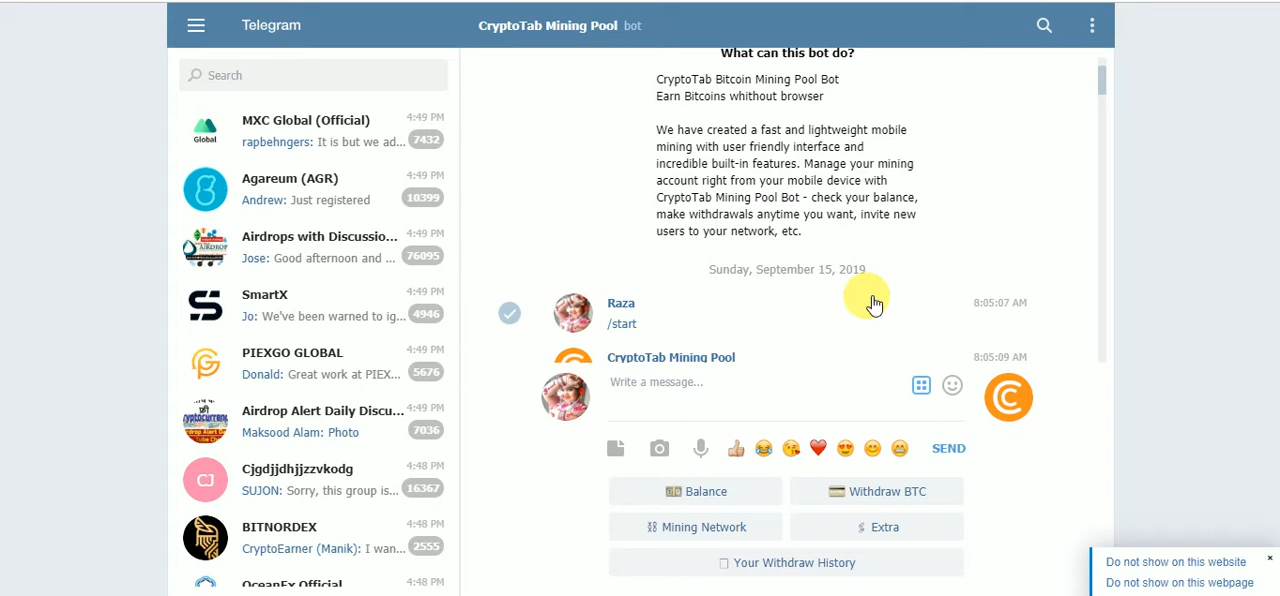 Telegram
CryptoTab Mining Pool bot
Search
MXC Global (Official) 4:49 PM
rapbehngers: It is but we ad... 7432
Global
Agareum (AGR) 4:49 PM
Andrew: Just registered 10399
Airdrops with Discussio... 4:49 PM
Jose: Good afternoon and ... 76095
SmartX 4:49 PM
Jo: We've been warned to ig... 4946
PIEXGO GLOBAL 4:49 PM
Donald: Great work at PIEX... 5676
Airdrop Alert Daily Discu... 4:49 PM
Maksood Alam: Photo 7036
CJ
Cjgdjjdhjjzzvkodg 4:48 PM
SUJON: Sorry, this group is... 16367
BITNORDEX 4:48 PM
CryptoEarner (Manik): I wan... 2555
OceanEx Official 4:48 PM
What can this bot do?
CryptoTab Bitcoin Mining Pool Bot
Earn Bitcoins whithout browser
We have created a fast and lightweight mobile
mining with user friendly interface and
incredible built-in features. Manage your mining
account right from your mobile device with
CryptoTab Mining Pool Bot - check your balance,
make withdrawals anytime you want, invite new
users to your network, etc.
Sunday, September 15, 2019
Raza 8:05:07 AM
/start
CryptoTab Mining Pool 8:05:09 AM
Write a message...
SEND
Balance
Withdraw BTC
Mining Network
Extra
Your Withdraw History
Do not show on this website
Do not show on this webpage